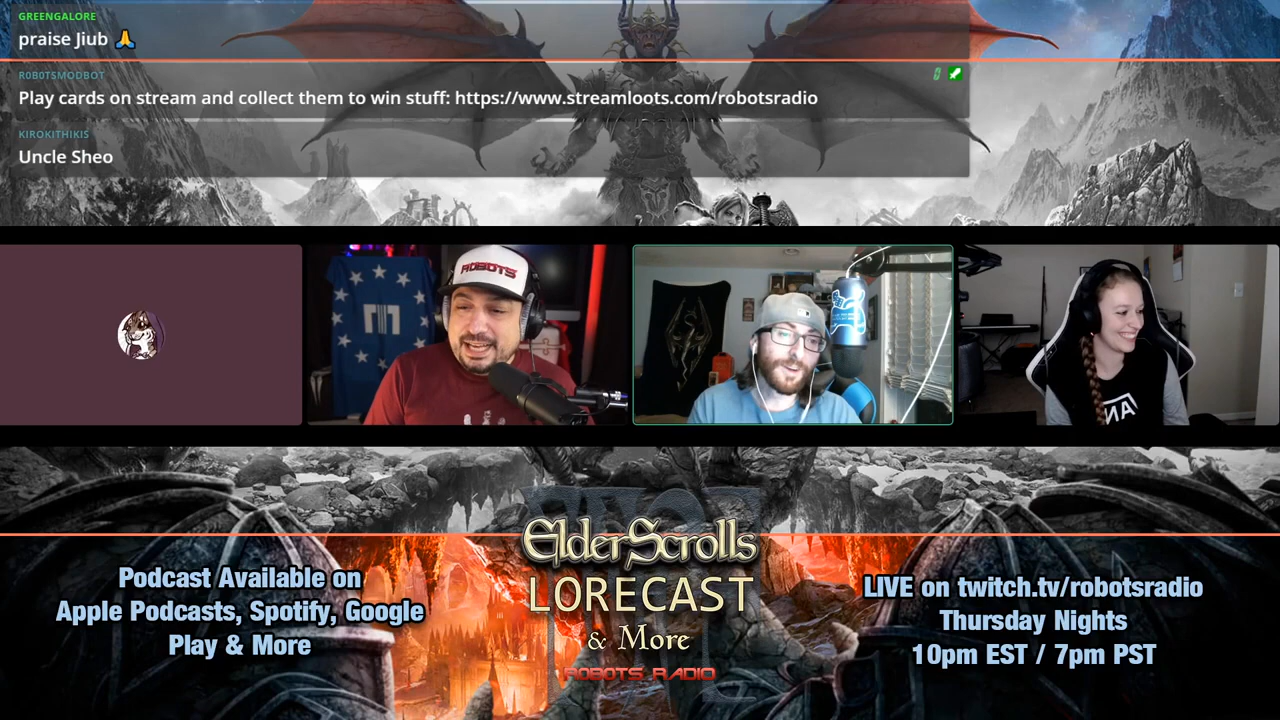 GREENGALORE
praise Jiub 🙏
R0B0TSMODBOT
Play cards on stream and collect them to win stuff: https://www.streamloots.com/robotsradio
KIROKITHIKIS
Uncle Sheo
ROBOTS
AN
ElderScrolls
LORECAST
& More
ROBOTS RADIO
Podcast Available on
Apple Podcasts, Spotify, Google
Play & More
LIVE on twitch.tv/robotsradio
Thursday Nights
10pm EST / 7pm PST